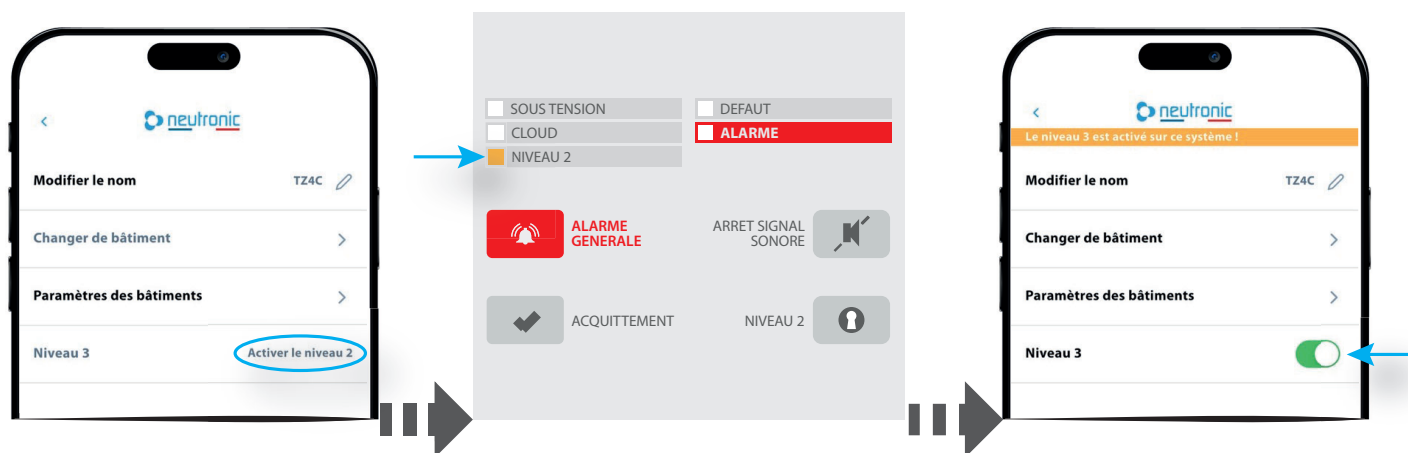 neutronic
Modifier le nom TZ4C
Changer de bâtiment
Paramètres des bâtiments
Niveau 3 Activer le niveau 2
SOUS TENSION DEFAUT
CLOUD ALARME
NIVEAU 2
ALARME
GENERALE
ARRET SIGNAL
SONORE
ACQUITTEMENT NIVEAU 2
neutronic
Le niveau 3 est activé sur ce système !
Modifier le nom TZ4C
Changer de bâtiment
Paramètres des bâtiments
Niveau 3